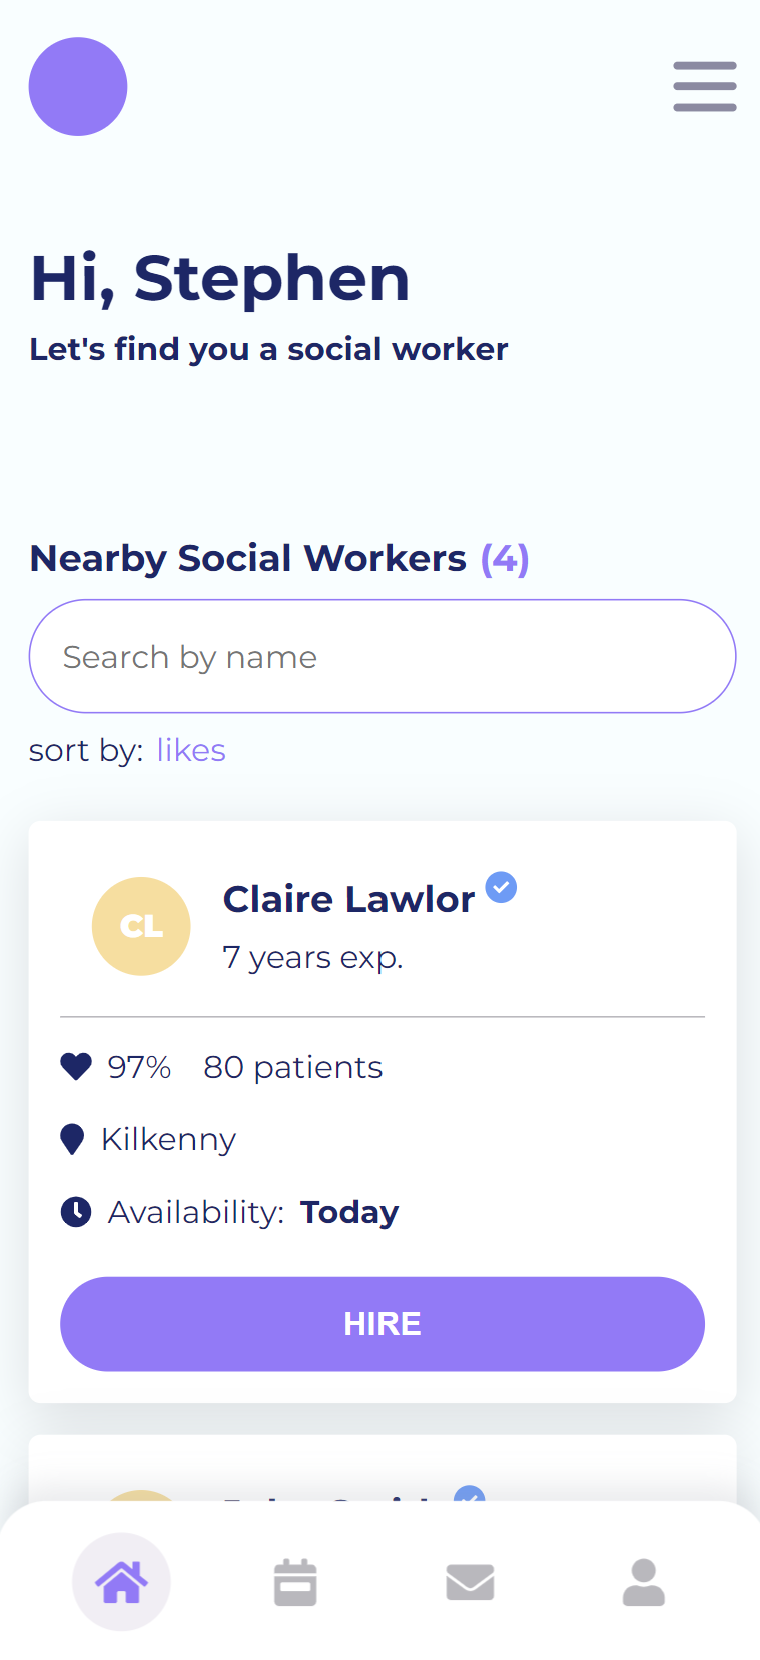 Hi, Stephen
Let's find you a social worker
Nearby Social Workers (4)
Search by name
sort by: likes
CL
Claire Lawlor
7 years exp.
97% 80 patients
Kilkenny
Availability: Today
HIRE